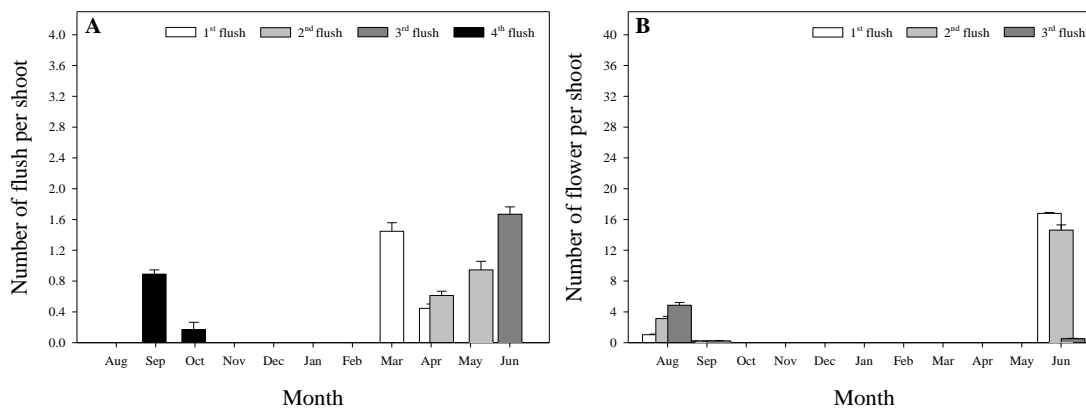 A
1st flush 2nd flush 3rd flush 4th flush
4.0
3.6
3.2
2.8
2.4
2.0
1.6
1.2
0.8
0.4
0.0
Number of flush per shoot
Aug Sep Oct Nov Dec Jan Feb Mar Apr May Jun
Month
B
1st flush 2nd flush 3rd flush
40
36
32
28
24
20
16
12
8
4
0
Number of flower per shoot
Aug Sep Oct Nov Dec Jan Feb Mar Apr May Jun
Month